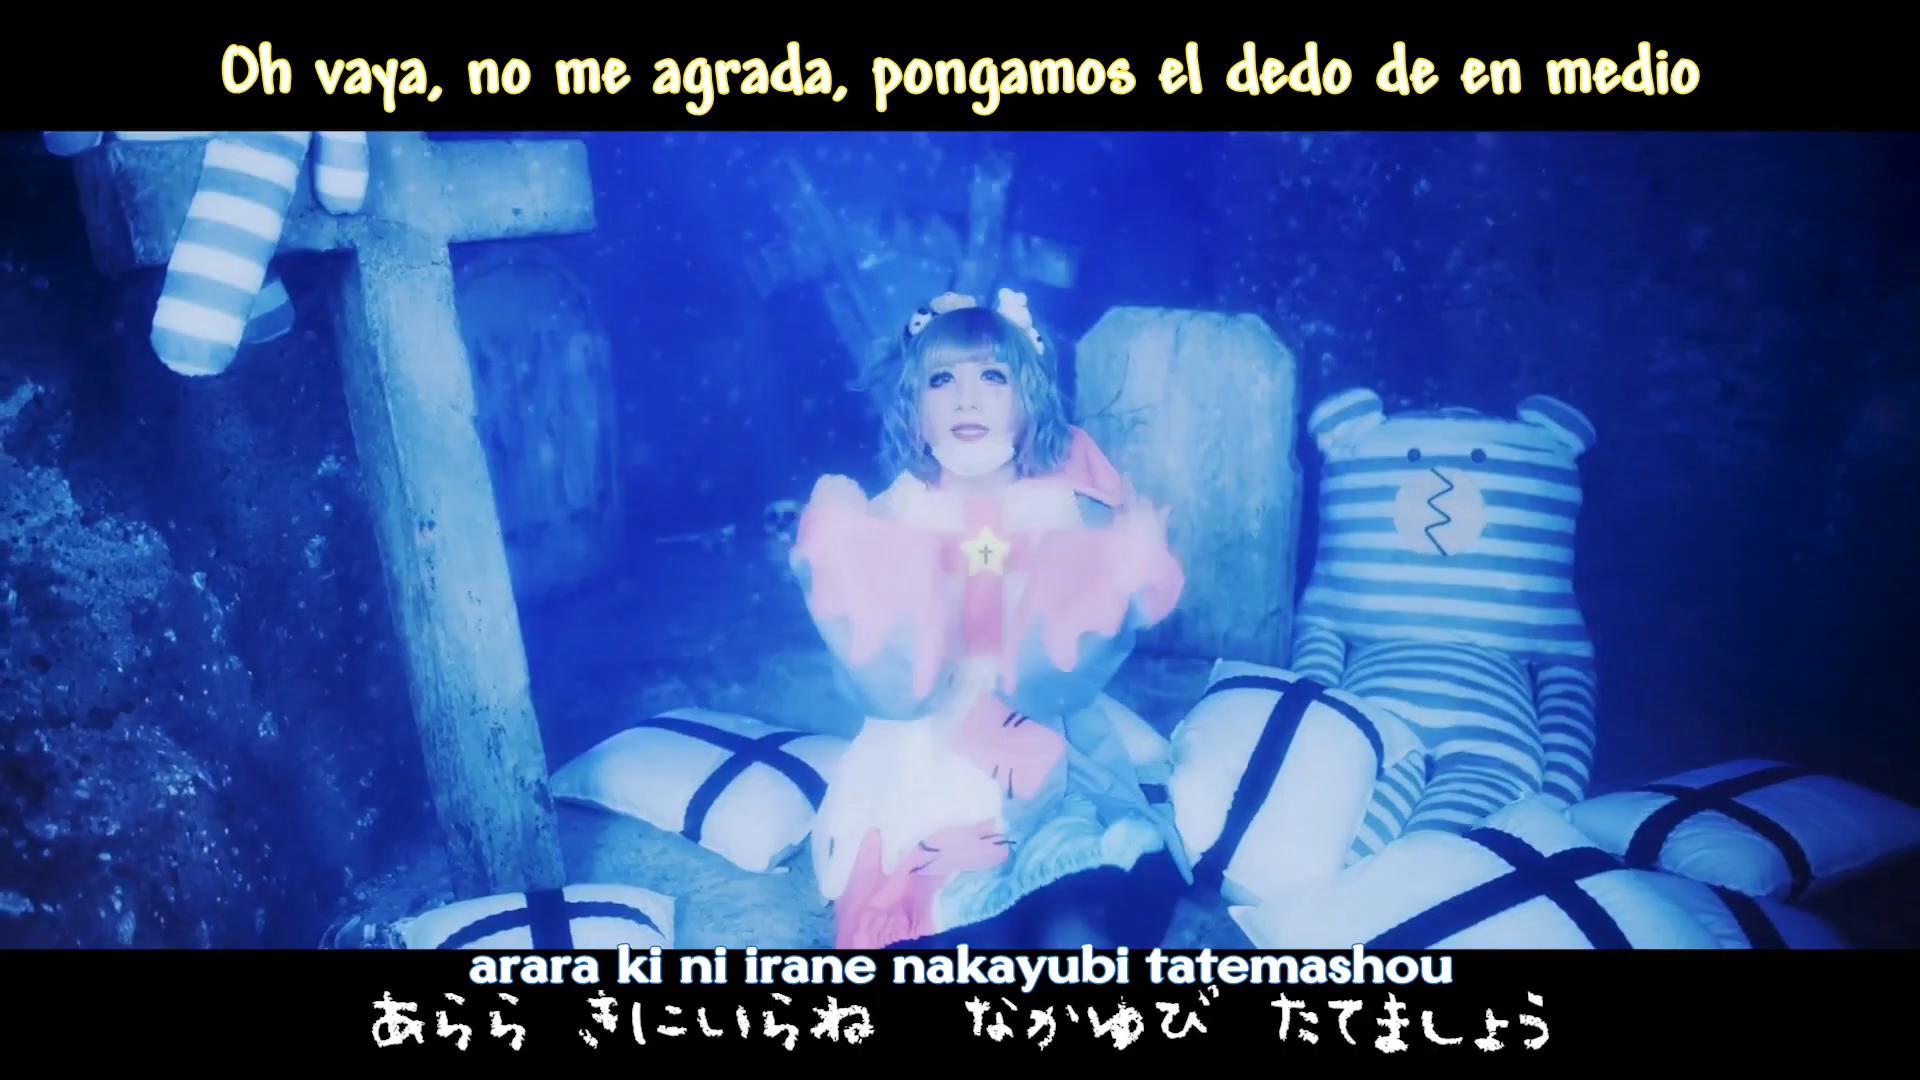 Oh vaya, no me agrada, pongamos el dedo de en medio
arara ki ni irane nakayubi tatemashou
あらら きにいらね なかゆび たてましょう